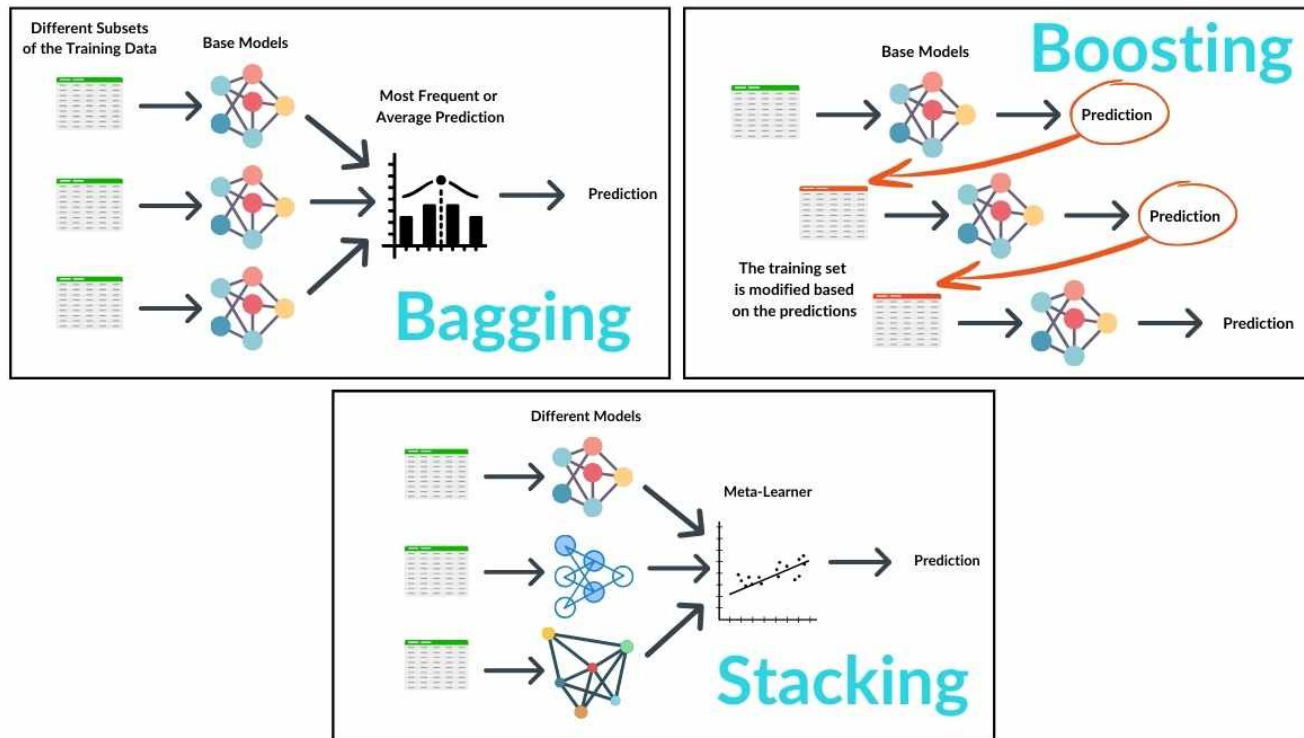 Different Subsets
of the Training Data
Base Models
Most Frequent or
Average Prediction
Prediction
Bagging
Boosting
Base Models
Prediction
Prediction
The training set
is modified based
on the predictions
Prediction
Different Models
Meta-Learner
Prediction
Stacking